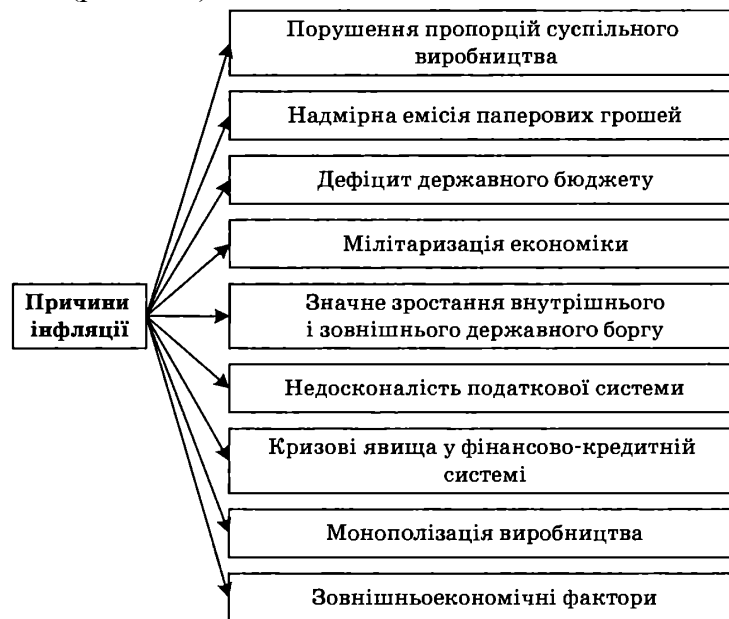 Порушення пропорцій суспільного
виробництва
Надмірна емісія паперових грошей
Дефіцит державного бюджету
Мілітаризація економіки
Причини
інфляції
Значне зростання внутрішнього
і зовнішнього державного боргу
Недосконалість податкової системи
Кризові явища у фінансово-кредитній
системі
Монополізація виробництва
Зовнішньоекономічні фактори